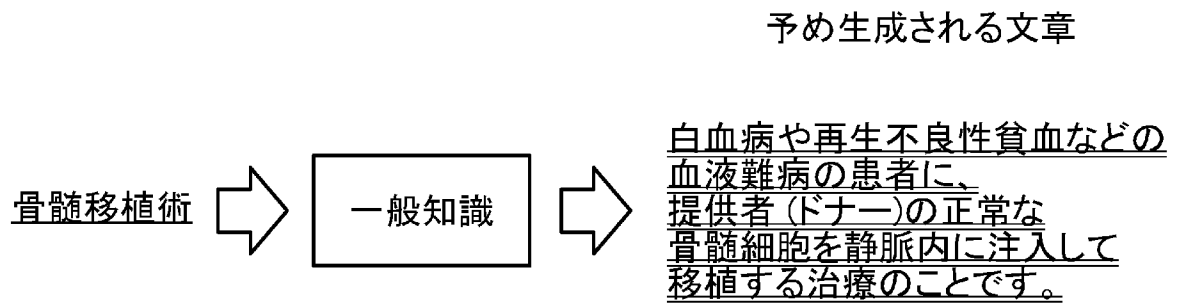 予め生成される文章
骨髄移植術
一般知識
白血病や再生不良性貧血などの
血液難病の患者に、
提供者(ドナー)の正常な
骨髄細胞を静脈内に注入して
移植する治療のことです。